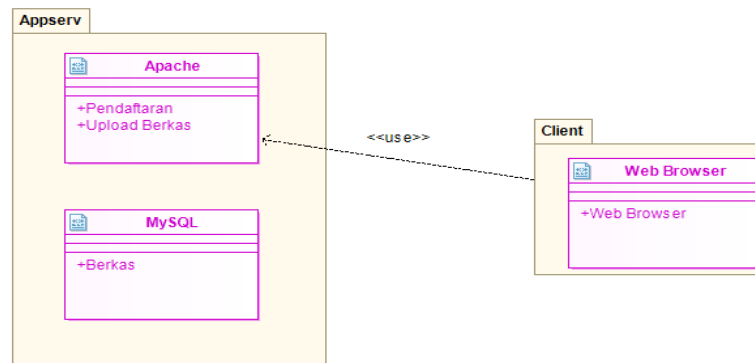 Appserv
Apache
+Pendaftaran
+Upload Berkas
<<use>>
Client
Web Browser
+Web Browser
MySQL
+Berkas